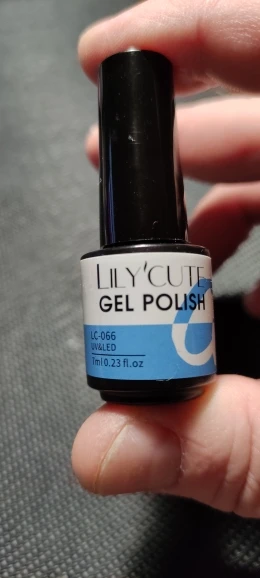 LILY'CUTE
GEL POLISH
LC-066
UV&LED
7ml 0.23 fl.oz